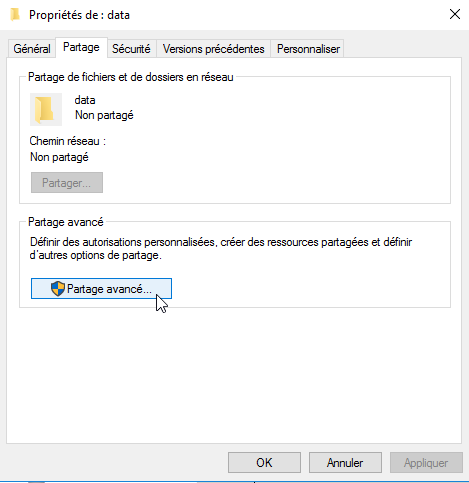 Propriétés de : data
Général
Partage
Sécurité
Versions précédentes
Personnaliser
Partage de fichiers et de dossiers en réseau
data
Non partagé
Chemin réseau :
Non partagé
Partager...
Partage avancé
Définir des autorisations personnalisées, créer des ressources partagées et définir
d'autres options de partage.
Partage avancé...
OK
Annuler
Appliquer